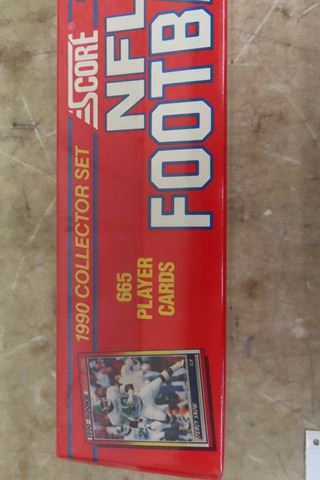 SCORE®
1990 COLLECTOR SET
NFL
FOOTB
665
PLAYER
CARDS